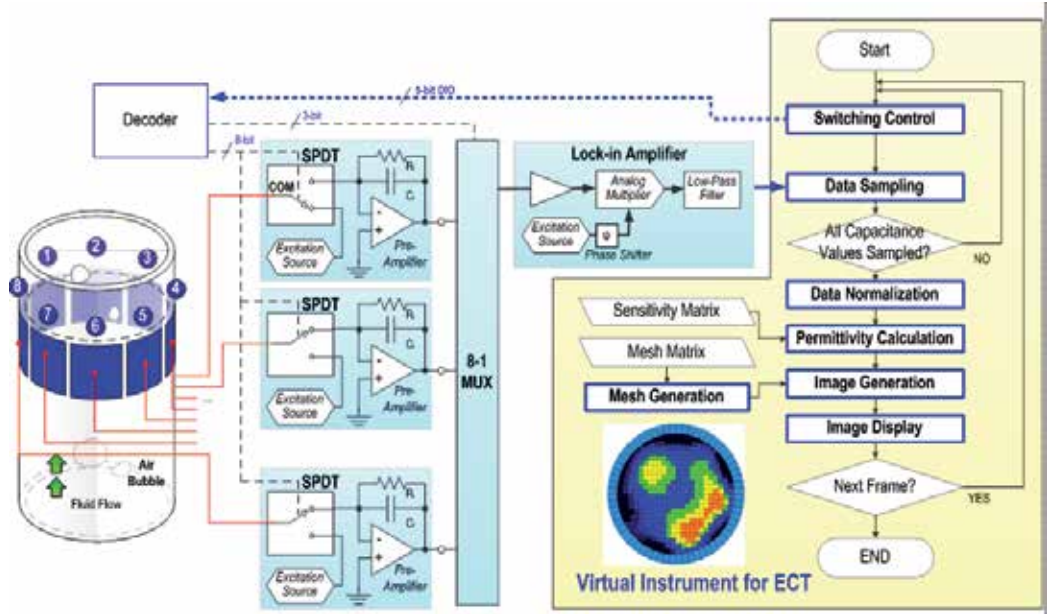 Start
5-bit DIO
Decoder
3-bit
Switching Control
8-bit
SPDT
Lock-in Amplifier
COM
R
C
Analog
Multiplier
Low-Pass
Filter
Data Sampling
Excitation
Source
Pre-
Amplifier
Excitation
Source
φ
Phase Shifter
All Capacitance
Values Sampled?
NO
1
2
3
8
4
7
6
5
Data Normalization
SPDT
R
C
Excitation
Source
Pre-
Amplifier
8-1
MUX
Sensitivity Matrix
Permittivity Calculation
Mesh Matrix
Mesh Generation
Image Generation
Image Display
Air
Bubble
Fluid Flow
SPDT
R
C
Excitation
Source
Pre-
Amplifier
Next Frame?
YES
END
Virtual Instrument for ECT